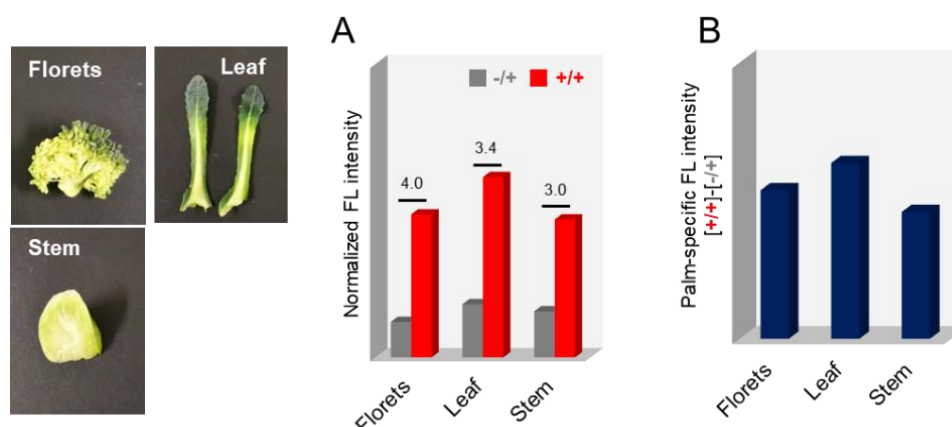 Florets
Leaf
Stem
A
Normalized FL intensity
-/+
+/+
4.0
3.4
3.0
Florets
Leaf
Stem
B
Palm-specific FL intensity
[+/+]-[-/+]
Florets
Leaf
Stem